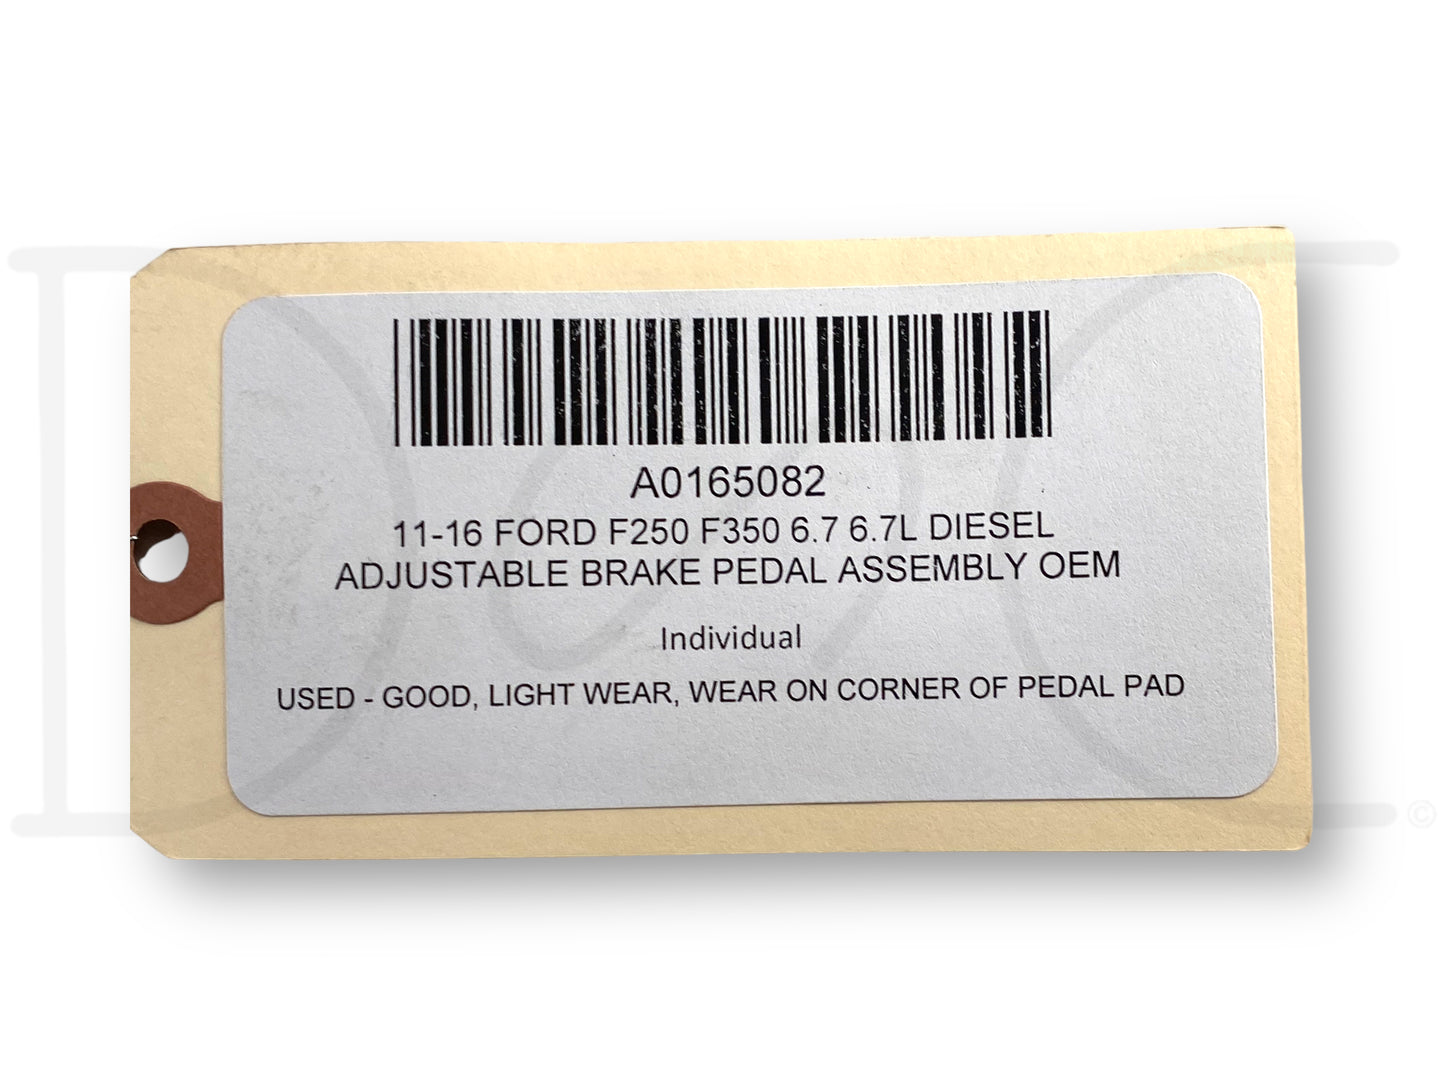 A0165082
11-16 FORD F250 F350 6.7 6.7L DIESEL
ADJUSTABLE BRAKE PEDAL ASSEMBLY OEM
Individual
USED - GOOD, LIGHT WEAR, WEAR ON CORNER OF PEDAL PAD
©